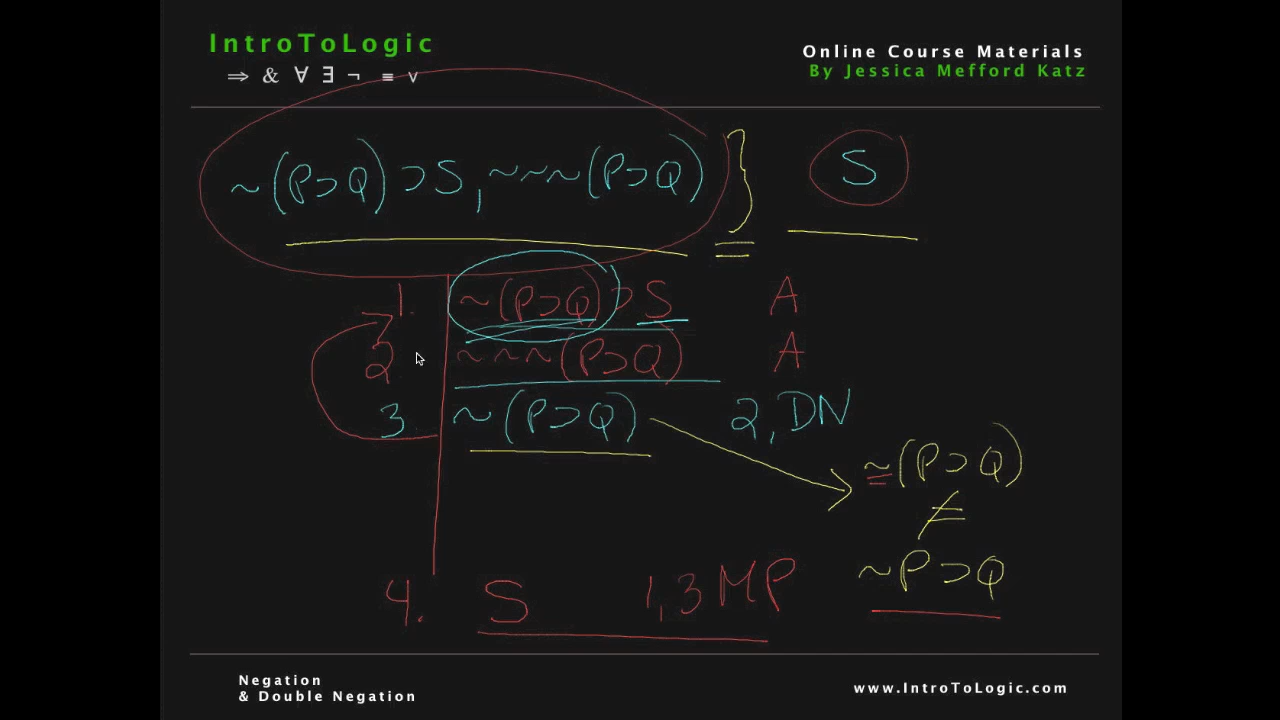 IntroToLogic
⇒ & ∀ ∃ ¬ ≡ ∨
Online Course Materials
By Jessica Mefford Katz
~(P⊃Q)⊃S, ~~~(P⊃Q) } S
1. ~(P⊃Q)⊃S A
2 ~~~(P⊃Q) A
3 ~(P⊃Q) 2, DN
~(P⊃Q)
≠
~P⊃Q
4. S 1,3 MP
Negation
& Double Negation
www.IntroToLogic.com